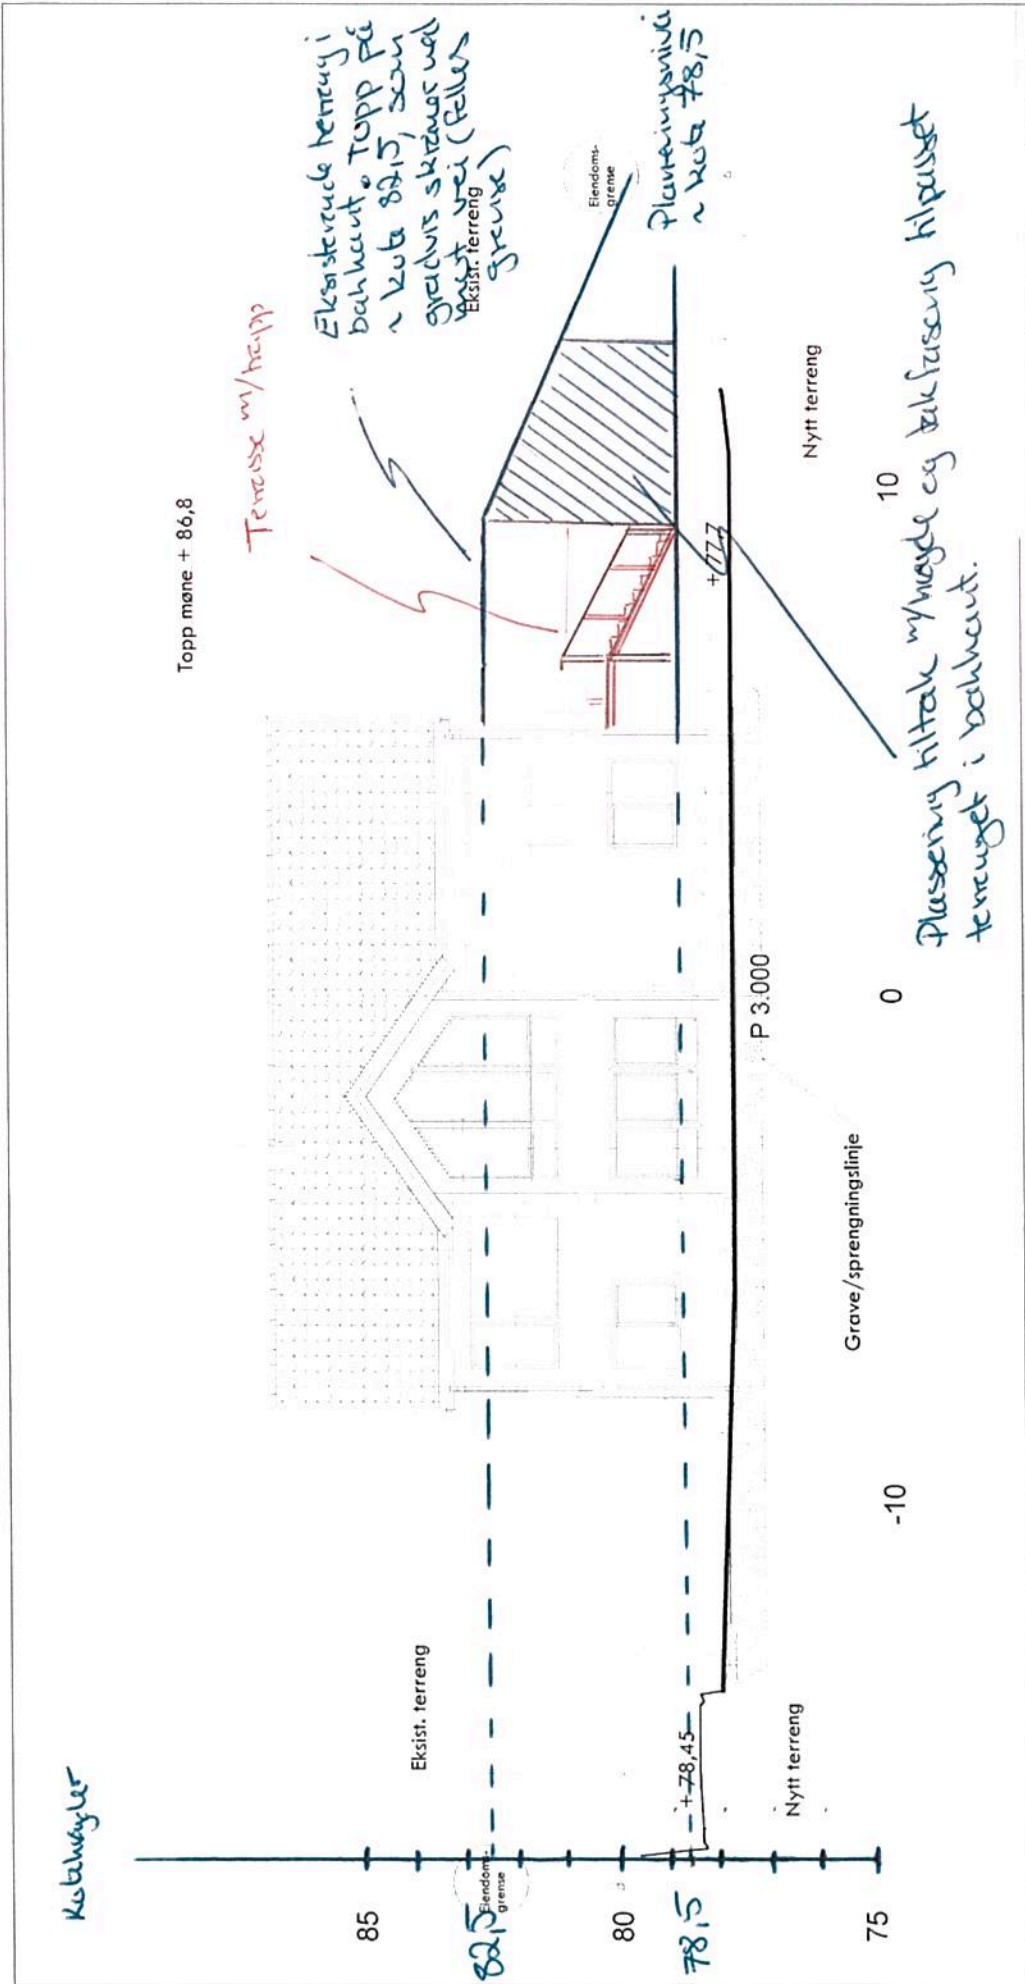 Kotehøyder
Topp møne + 86,8
Terrasse m/trapp
Eksisterende terreng i
bakkant. Topp på
~ kote 82,5, som
gradvis skråner ned
mot vei (felles
grense)
Eksist. terreng
Eksist. terreng
Eiendoms-
grense
Eiendoms-
grense
Planeringsnivå
~ kote 78,5
85
82,5
80
78,5
75
+78,45
+77,7
Nytt terreng
Nytt terreng
P 3.000
Grave/sprengningslinje
-10
0
10
Plassering tiltak m/høyde og takfasong tilpasset
terrenget i bakkant.